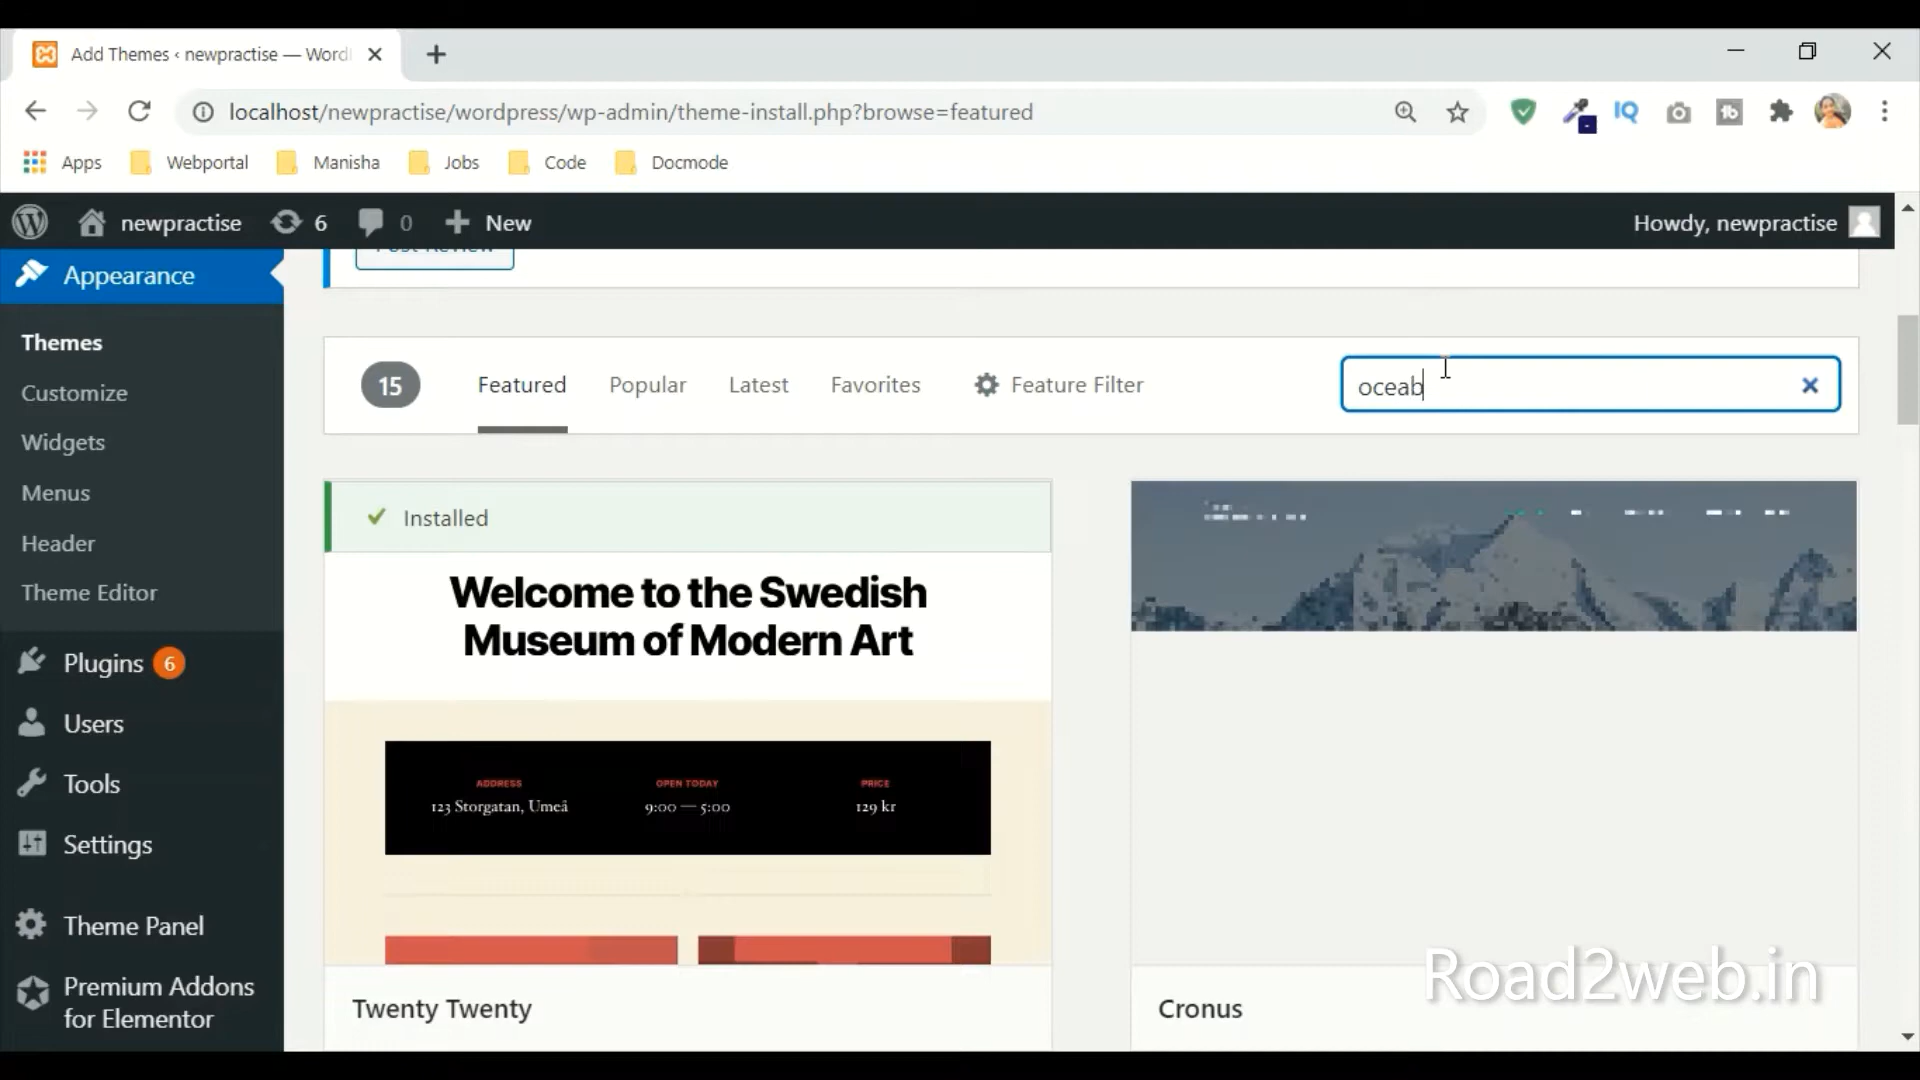 Add Themes ‹ newpractise — Word
localhost/newpractise/wordpress/wp-admin/theme-install.php?browse=featured
Apps Webportal Manisha Jobs Code Docmode
newpractise 6 0 New Howdy, newpractise
Post Review
Appearance
Themes
Customize
Widgets
Menus
Header
Theme Editor
Plugins 6
Users
Tools
Settings
Theme Panel
Premium Addons
for Elementor
15 Featured Popular Latest Favorites Feature Filter oceab
Installed
Welcome to the Swedish
Museum of Modern Art
ADDRESS OPEN TODAY PRICE
123 Storgatan, Umeå 9:00 — 5:00 129 kr
Twenty Twenty
Cronus
Road2web.in